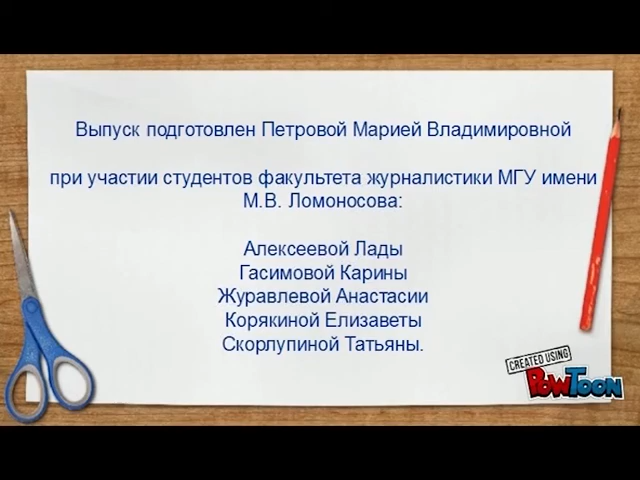 Выпуск подготовлен Петровой Марией Владимировной
при участии студентов факультета журналистики МГУ имени
М.В. Ломоносова:
Алексеевой Лады
Гасимовой Карины
Журавлевой Анастасии
Корякиной Елизаветы
Скорлупиной Татьяны.
CREATED USING
POWTOON